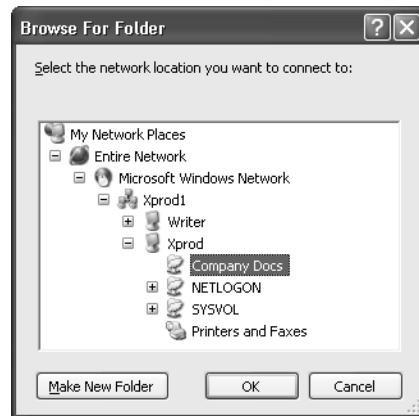 Browse For Folder
Select the network location you want to connect to:
My Network Places
Entire Network
Microsoft Windows Network
Xprod1
Writer
Xprod
Company Docs
NETLOGON
SYSVOL
Printers and Faxes
Make New Folder OK Cancel